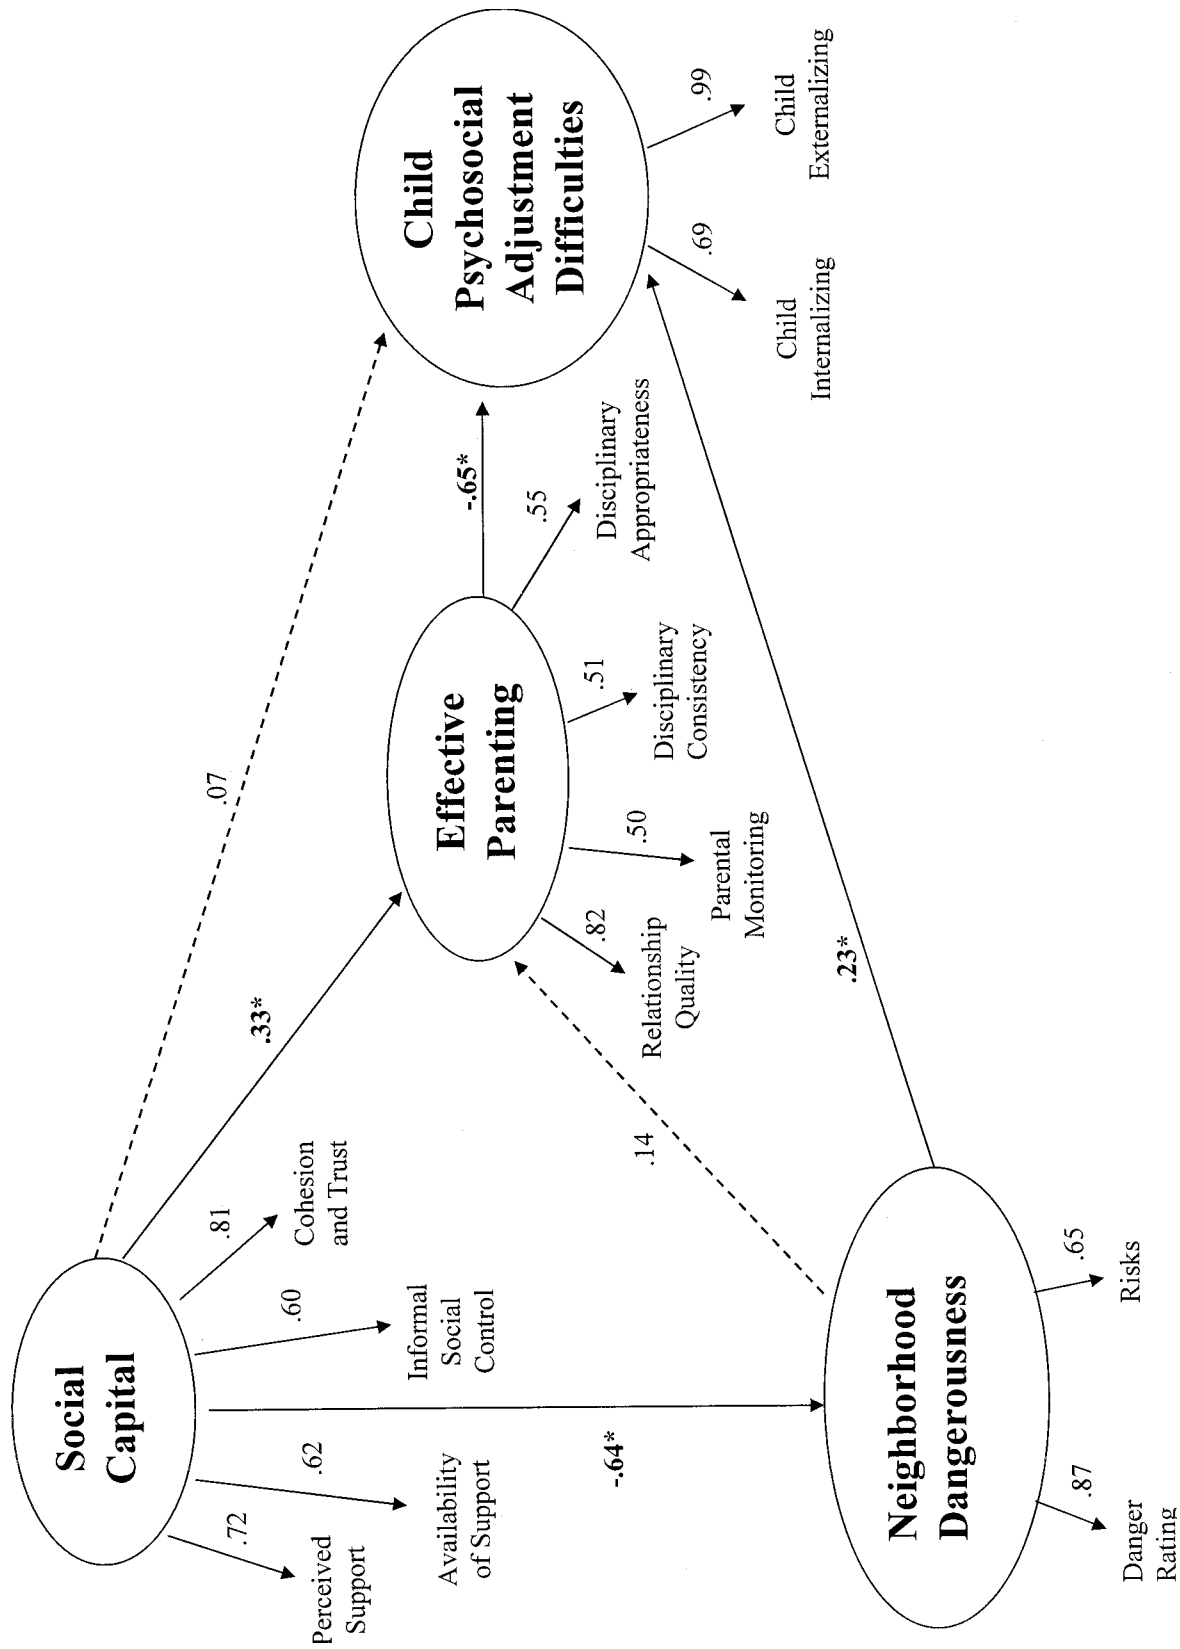 Social
Capital
.72
Perceived
Support
.62
Availability
of Support
.60
Informal
Social
Control
.81
Cohesion
and Trust
.07
.33*
-.64*
Effective
Parenting
.82
Relationship
Quality
.50
Parental
Monitoring
.51
Disciplinary
Consistency
.55
Disciplinary
Appropriateness
-.65*
Child
Psychosocial
Adjustment
Difficulties
.69
Child
Internalizing
.99
Child
Externalizing
.14
.23*
Neighborhood
Dangerousness
.87
Danger
Rating
.65
Risks